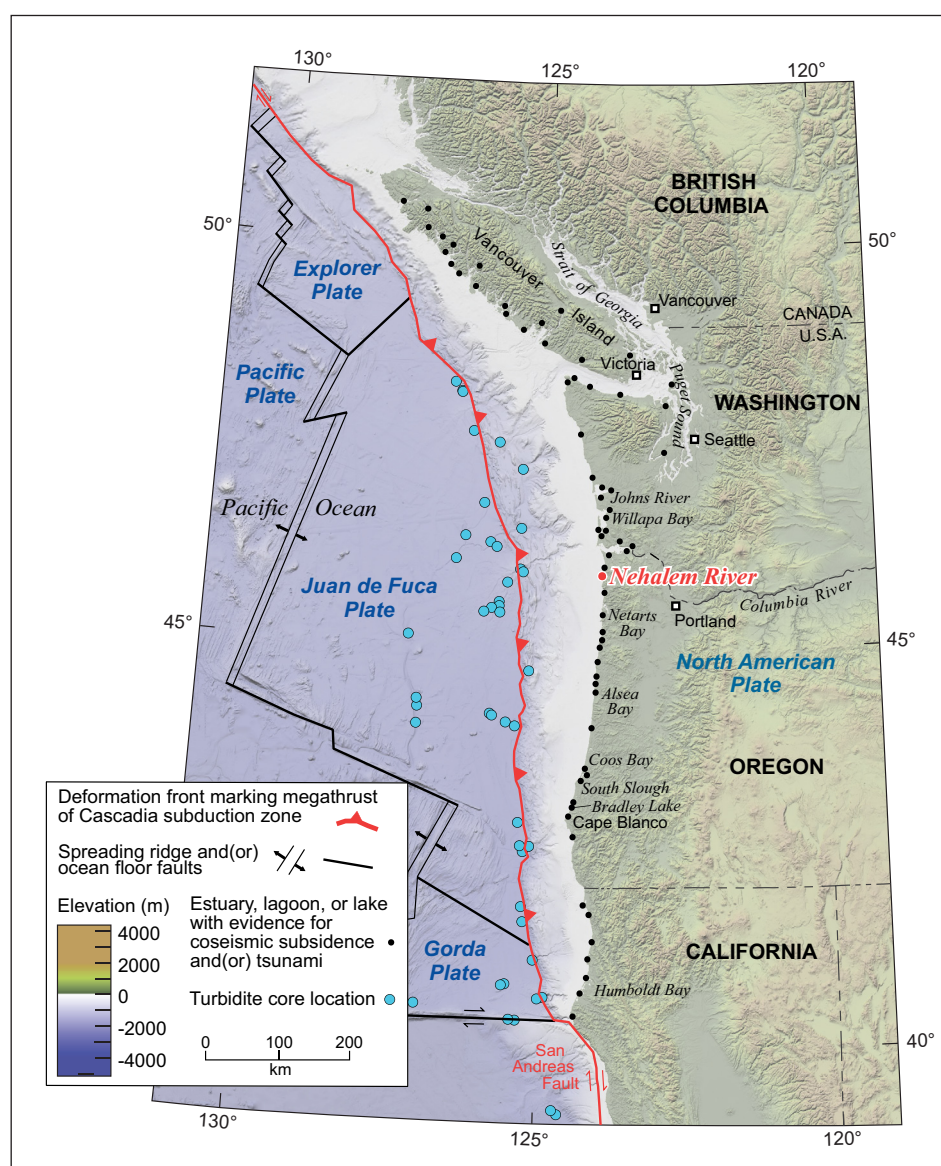 130°
125°
120°
BRITISH
COLUMBIA
50°
50°
Vancouver
Island
Strait of Georgia
Explorer
Plate
Vancouver
CANADA
U.S.A.
Victoria
Pacific
Plate
Puget Sound
WASHINGTON
Seattle
Johns River
Pacific Ocean
Willapa Bay
Nehalem River
Juan de Fuca
Plate
Columbia River
Portland
45°
Netarts
Bay
45°
North American
Plate
Alsea
Bay
Coos Bay
OREGON
South Slough
Bradley Lake
Cape Blanco
Deformation front marking megathrust
of Cascadia subduction zone
Spreading ridge and(or)
ocean floor faults
Elevation (m)
4000
2000
0
-2000
-4000
Estuary, lagoon, or lake
with evidence for
coseismic subsidence
and(or) tsunami
Turbidite core location
0 100 200
km
Gorda
Plate
CALIFORNIA
Humboldt Bay
40°
San
Andreas
Fault
130°
125°
120°